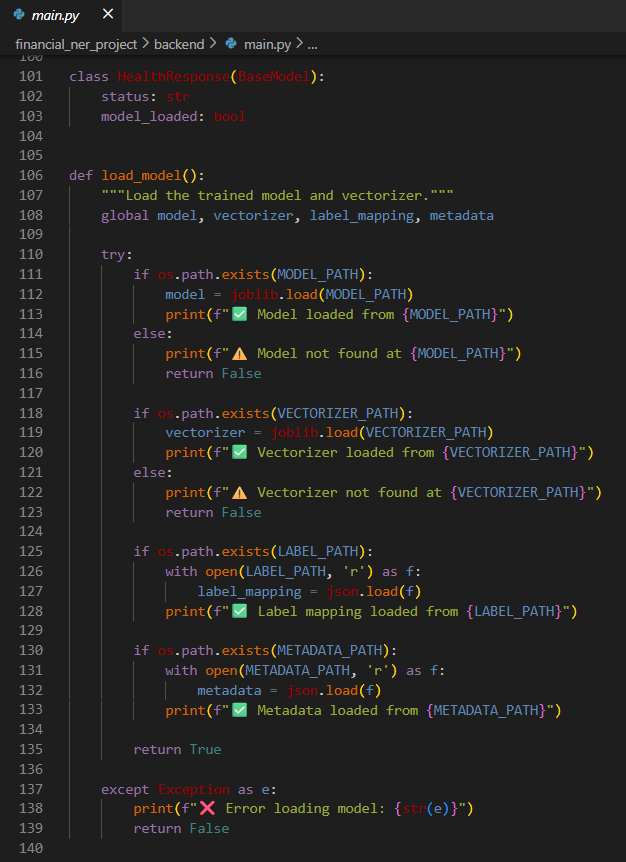 main.py ×
financial_ner_project > backend > main.py > ...
100
101 class HealthResponse(BaseModel):
102     status: str
103     model_loaded: bool
104
105
106 def load_model():
107     """Load the trained model and vectorizer."""
108     global model, vectorizer, label_mapping, metadata
109
110     try:
111         if os.path.exists(MODEL_PATH):
112             model = joblib.load(MODEL_PATH)
113             print(f"✅ Model loaded from {MODEL_PATH}")
114         else:
115             print(f"⚠️ Model not found at {MODEL_PATH}")
116             return False
117
118         if os.path.exists(VECTORIZER_PATH):
119             vectorizer = joblib.load(VECTORIZER_PATH)
120             print(f"✅ Vectorizer loaded from {VECTORIZER_PATH}")
121         else:
122             print(f"⚠️ Vectorizer not found at {VECTORIZER_PATH}")
123             return False
124
125         if os.path.exists(LABEL_PATH):
126             with open(LABEL_PATH, 'r') as f:
127                 label_mapping = json.load(f)
128             print(f"✅ Label mapping loaded from {LABEL_PATH}")
129
130         if os.path.exists(METADATA_PATH):
131             with open(METADATA_PATH, 'r') as f:
132                 metadata = json.load(f)
133             print(f"✅ Metadata loaded from {METADATA_PATH}")
134
135         return True
136
137     except Exception as e:
138         print(f"❌ Error loading model: {str(e)}")
139         return False
140